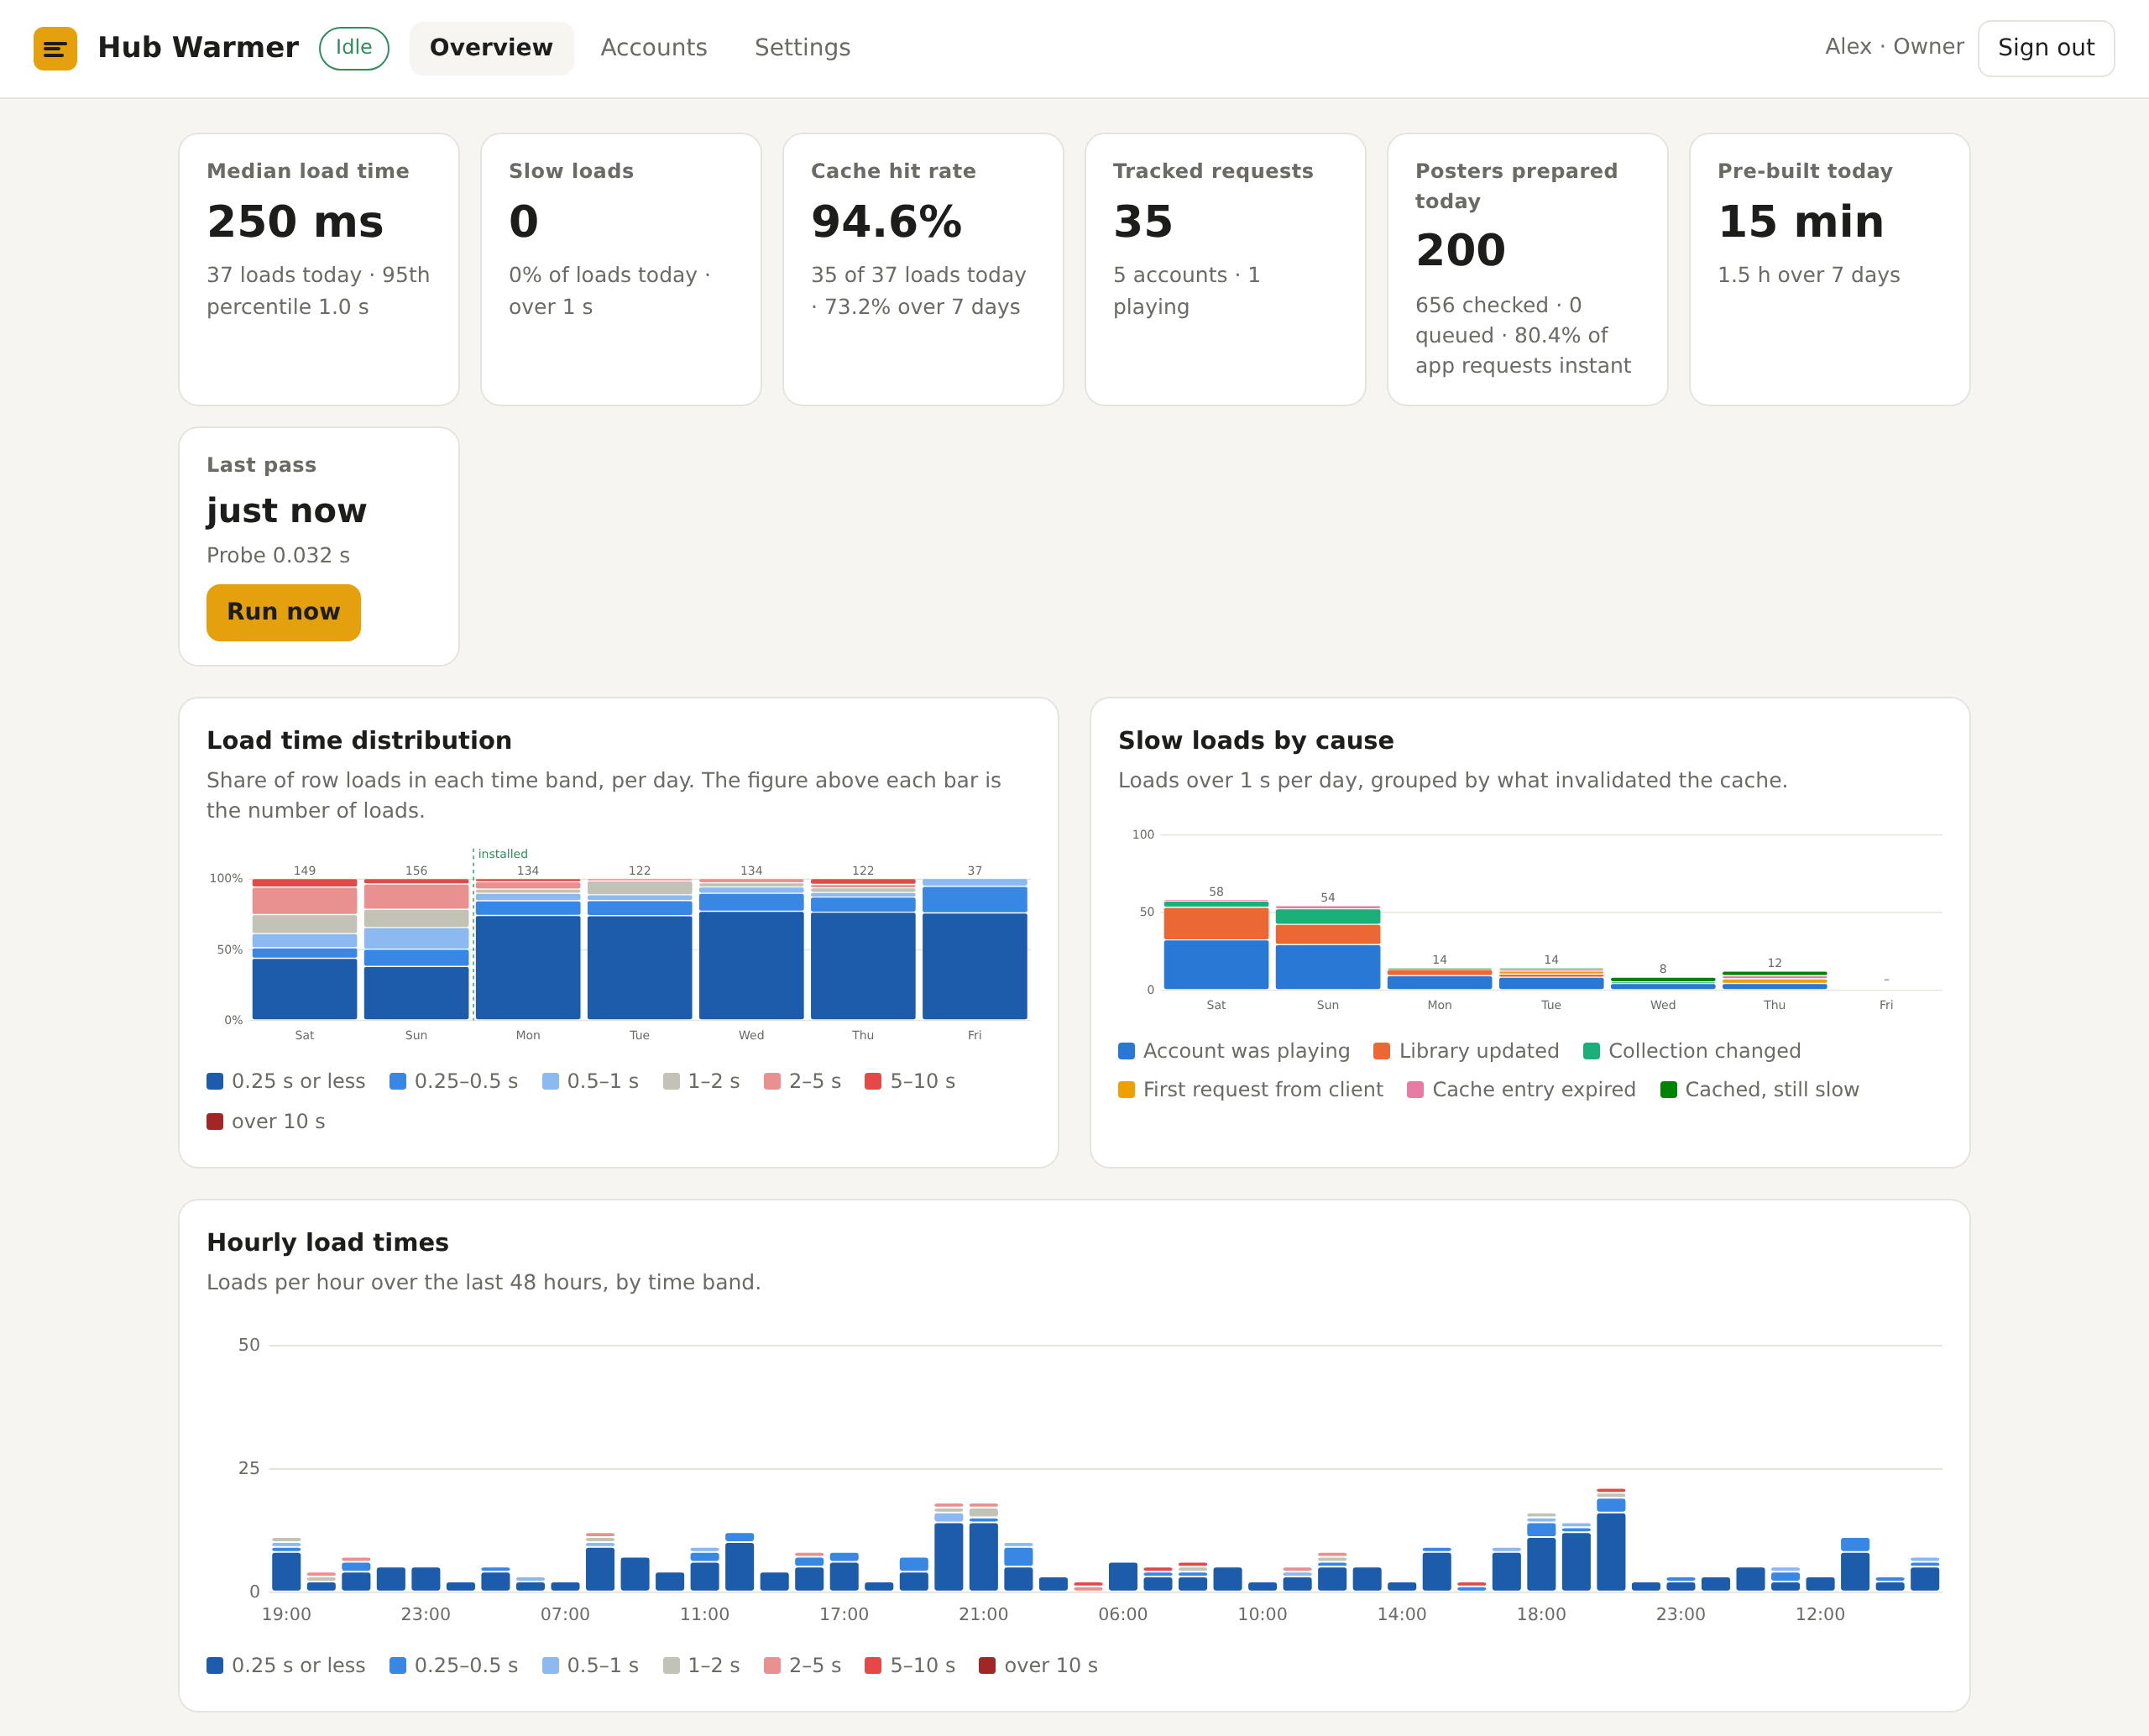 Hub Warmer
Idle
Overview
Accounts
Settings
Alex · Owner
Sign out
Median load time
250 ms
37 loads today · 95th
percentile 1.0 s
Slow loads
0
0% of loads today ·
over 1 s
Cache hit rate
94.6%
35 of 37 loads today
· 73.2% over 7 days
Tracked requests
35
5 accounts · 1
playing
Posters prepared
today
200
656 checked · 0
queued · 80.4% of
app requests instant
Pre-built today
15 min
1.5 h over 7 days
Last pass
just now
Probe 0.032 s
Run now
Load time distribution
Share of row loads in each time band, per day. The figure above each bar is
the number of loads.
installed
149 156 134 122 134 122 37
100%
50%
0%
Sat Sun Mon Tue Wed Thu Fri
0.25 s or less 0.25–0.5 s 0.5–1 s 1–2 s 2–5 s 5–10 s
over 10 s
Slow loads by cause
Loads over 1 s per day, grouped by what invalidated the cache.
100
58 54 14 14 8 12 –
50
0
Sat Sun Mon Tue Wed Thu Fri
Account was playing Library updated Collection changed
First request from client Cache entry expired Cached, still slow
Hourly load times
Loads per hour over the last 48 hours, by time band.
50
25
0
19:00 23:00 07:00 11:00 17:00 21:00 06:00 10:00 14:00 18:00 23:00 12:00
0.25 s or less 0.25–0.5 s 0.5–1 s 1–2 s 2–5 s 5–10 s over 10 s